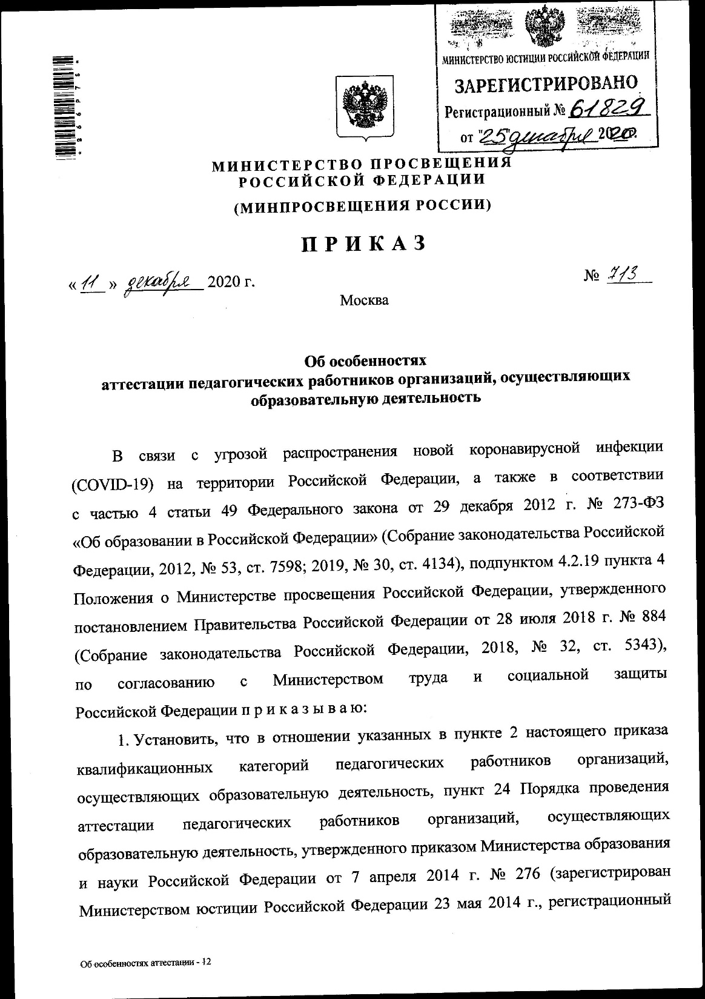 МИНИСТЕРСТВО ЮСТИЦИИ РОССИЙСКОЙ ФЕДЕРАЦИИ
ЗАРЕГИСТРИРОВАНО
Регистрационный № 61829
от "25" декабря 2020.
МИНИСТЕРСТВО ПРОСВЕЩЕНИЯ
РОССИЙСКОЙ ФЕДЕРАЦИИ
(МИНПРОСВЕЩЕНИЯ РОССИИ)
ПРИКАЗ
« 11 » декабря 2020 г.
№ 713
Москва
Об особенностях
аттестации педагогических работников организаций, осуществляющих
образовательную деятельность
В связи с угрозой распространения новой коронавирусной инфекции
(COVID-19) на территории Российской Федерации, а также в соответствии
с частью 4 статьи 49 Федерального закона от 29 декабря 2012 г. № 273-ФЗ
«Об образовании в Российской Федерации» (Собрание законодательства Российской
Федерации, 2012, № 53, ст. 7598; 2019, № 30, ст. 4134), подпунктом 4.2.19 пункта 4
Положения о Министерстве просвещения Российской Федерации, утвержденного
постановлением Правительства Российской Федерации от 28 июля 2018 г. № 884
(Собрание законодательства Российской Федерации, 2018, № 32, ст. 5343),
по согласованию с Министерством труда и социальной защиты
Российской Федерации п р и к а з ы в а ю:
1. Установить, что в отношении указанных в пункте 2 настоящего приказа
квалификационных категорий педагогических работников организаций,
осуществляющих образовательную деятельность, пункт 24 Порядка проведения
аттестации педагогических работников организаций, осуществляющих
образовательную деятельность, утвержденного приказом Министерства образования
и науки Российской Федерации от 7 апреля 2014 г. № 276 (зарегистрирован
Министерством юстиции Российской Федерации 23 мая 2014 г., регистрационный
Об особенностях аттестации - 12